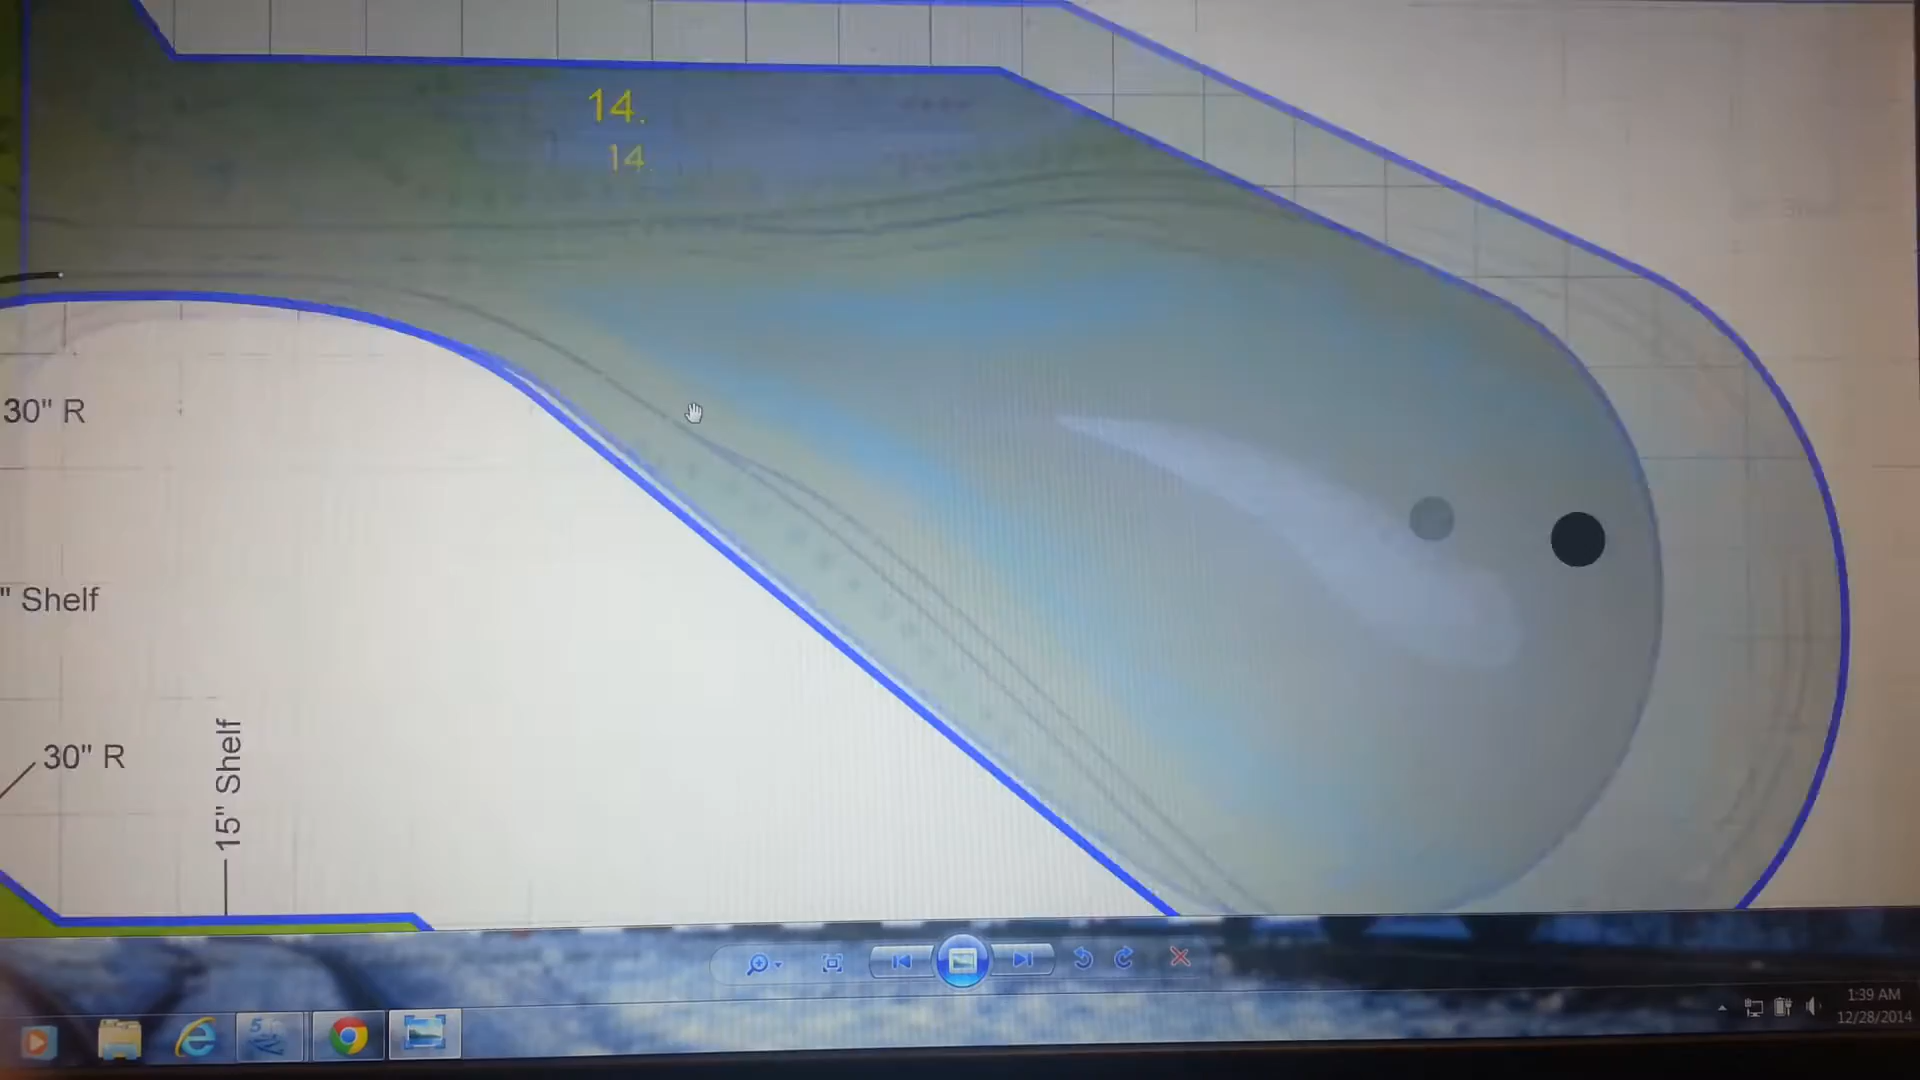 14.
14.
30" R
" Shelf
30" R
15" Shelf
1:39 AM
12/28/2014